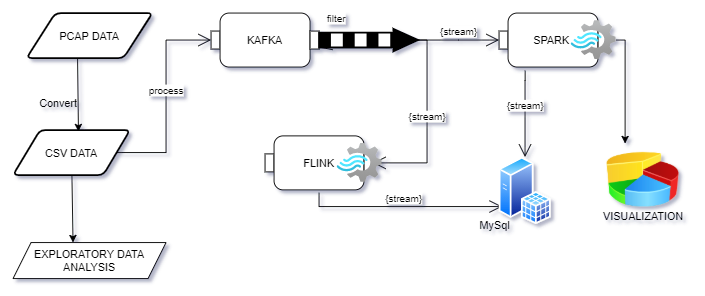 PCAP DATA
KAFKA
filter
{stream}
SPARK
Convert
process
{stream}
{stream}
CSV DATA
FLINK
{stream}
MySql
VISUALIZATION
EXPLORATORY DATA
ANALYSIS